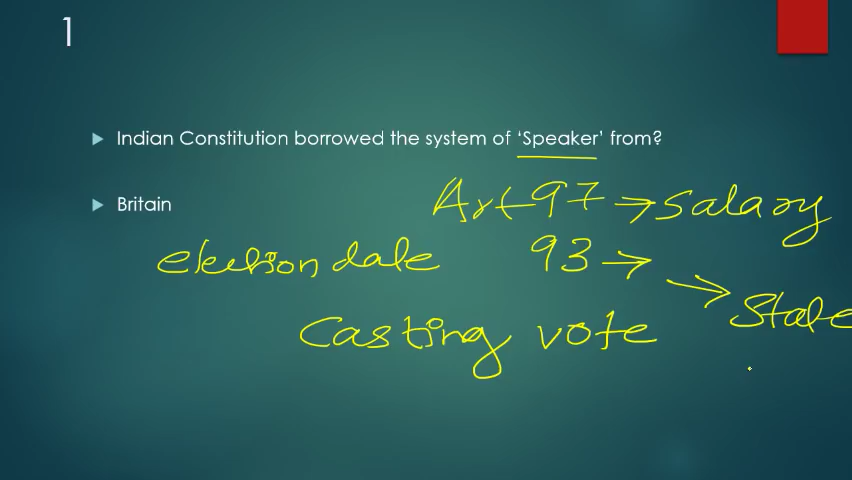 1
Indian Constitution borrowed the system of ‘Speaker’ from?
Britain
Art 97 → Salary
election date 93 →
→ State
Casting vote